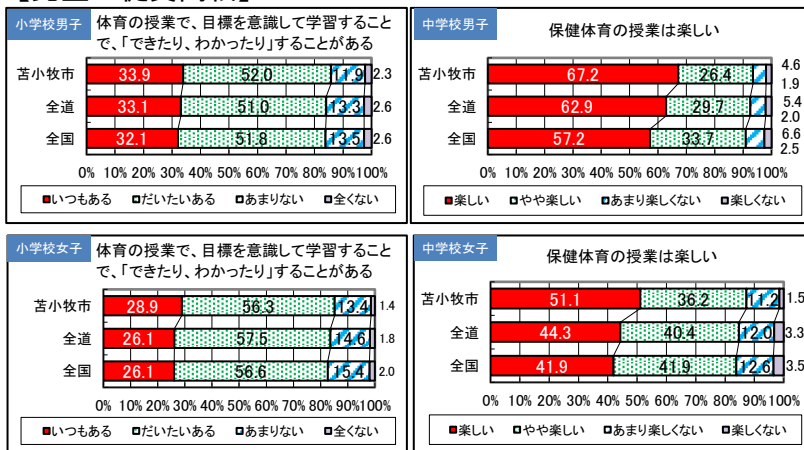 小学校男子
体育の授業で、目標を意識して学習すること
で、「できたり、わかったり」することがある
苫小牧市 33.9 52.0 11.9 2.3
全道 33.1 51.0 13.3 2.6
全国 32.1 51.8 13.5 2.6
0% 10% 20% 30% 40% 50% 60% 70% 80% 90%100%
■いつもある だいたいある あまりない 全くない
中学校男子
保健体育の授業は楽しい
苫小牧市 67.2 26.4 4.6
1.9
全道 62.9 29.7 5.4
2.0
全国 57.2 33.7 6.6
2.5
0% 10% 20% 30% 40% 50% 60% 70% 80% 90% 100%
■楽しい やや楽しい あまり楽しくない 楽しくない
小学校女子
体育の授業で、目標を意識して学習すること
で、「できたり、わかったり」することがある
苫小牧市 28.9 56.3 13.4 1.4
全道 26.1 57.5 14.6 1.8
全国 26.1 56.6 15.4 2.0
0% 10% 20% 30% 40% 50% 60% 70% 80% 90%100%
■いつもある だいたいある あまりない 全くない
中学校女子
保健体育の授業は楽しい
苫小牧市 51.1 36.2 11.2 1.5
全道 44.3 40.4 12.0 3.3
全国 41.9 41.9 12.6 3.5
0% 10% 20% 30% 40% 50% 60% 70% 80% 90% 100%
■楽しい やや楽しい あまり楽しくない 楽しくない